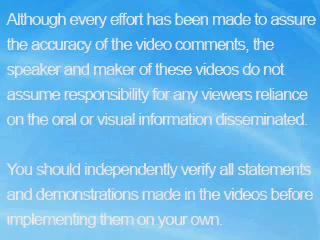 Although every effort has been made to assure
the accuracy of the video comments, the
speaker and maker of these videos do not
assume responsibility for any viewers reliance
on the oral or visual information disseminated.
You should independently verify all statements
and demonstrations made in the videos before
implementing them on your own.